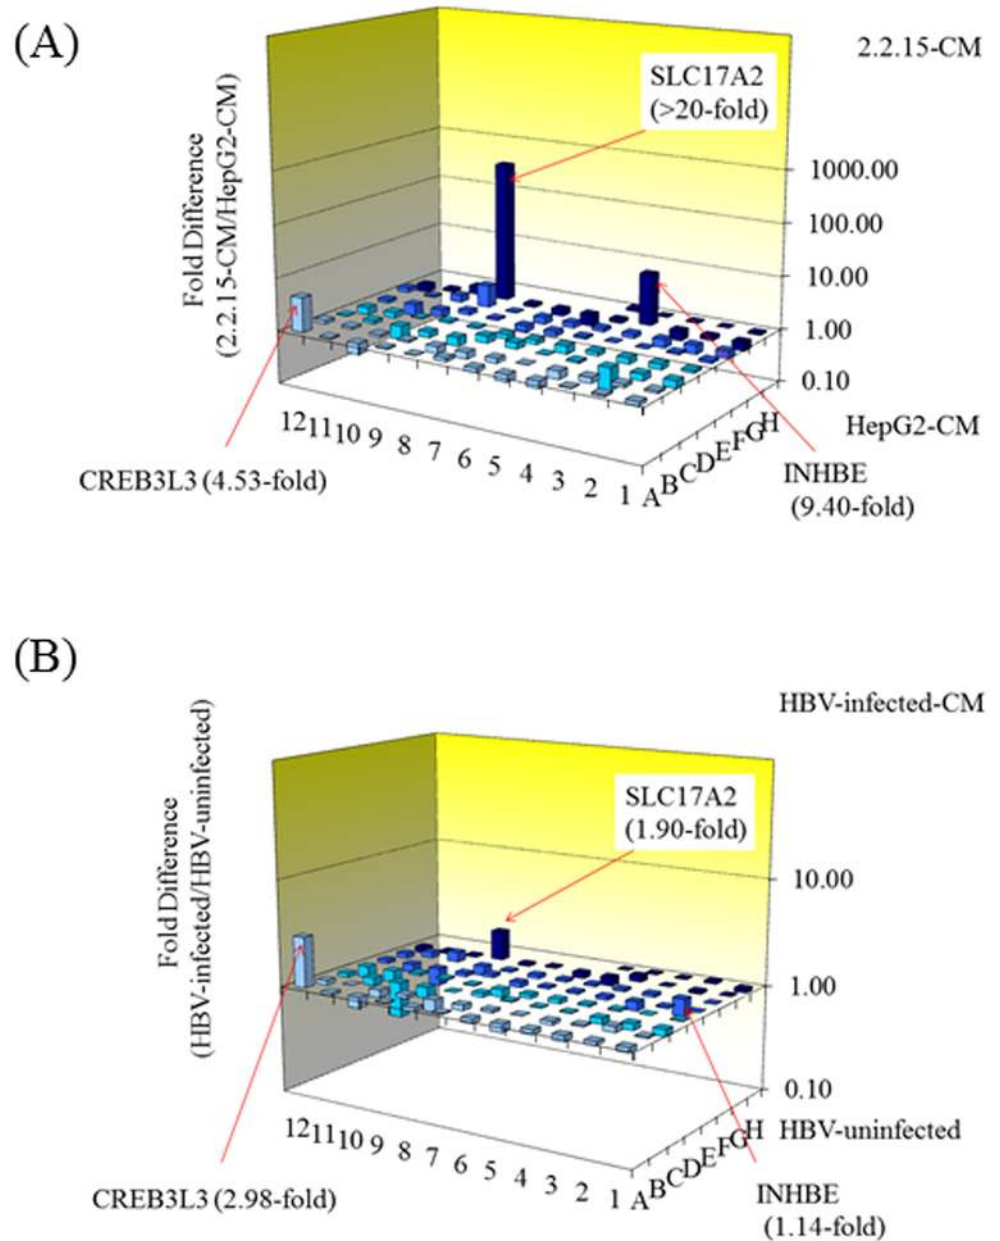 (A)
2.2.15-CM
SLC17A2
(>20-fold)
Fold Difference
(2.2.15-CM/HepG2-CM)
1000.00
100.00
10.00
1.00
0.10
12 11 10 9 8 7 6 5 4 3 2 1 A B C D E F G H
HepG2-CM
CREB3L3 (4.53-fold)
INHBE
(9.40-fold)
(B)
HBV-infected-CM
SLC17A2
(1.90-fold)
Fold Difference
(HBV-infected/HBV-uninfected)
10.00
1.00
0.10
12 11 10 9 8 7 6 5 4 3 2 1 A B C D E F G H
HBV-uninfected
CREB3L3 (2.98-fold)
INHBE
(1.14-fold)